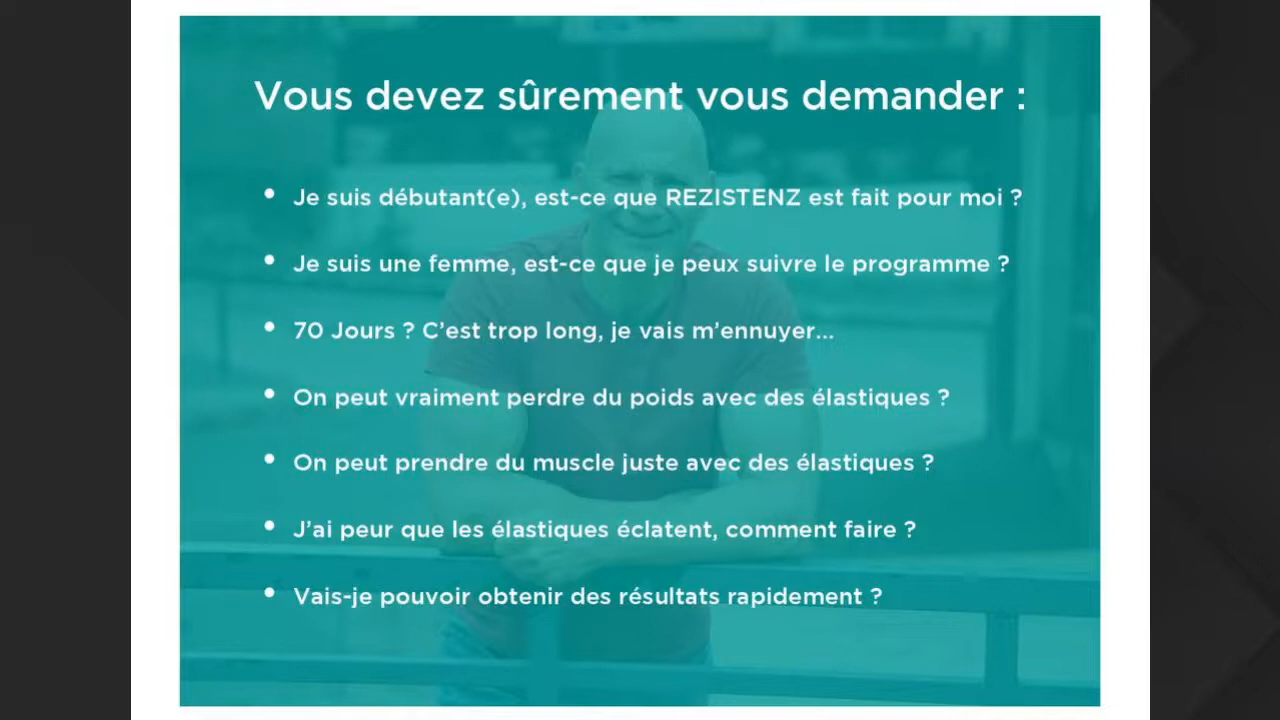 Vous devez sûrement vous demander :
• Je suis débutant(e), est-ce que REZISTENZ est fait pour moi ?
• Je suis une femme, est-ce que je peux suivre le programme ?
• 70 Jours ? C’est trop long, je vais m’ennuyer...
• On peut vraiment perdre du poids avec des élastiques ?
• On peut prendre du muscle juste avec des élastiques ?
• J’ai peur que les élastiques éclatent, comment faire ?
• Vais-je pouvoir obtenir des résultats rapidement ?